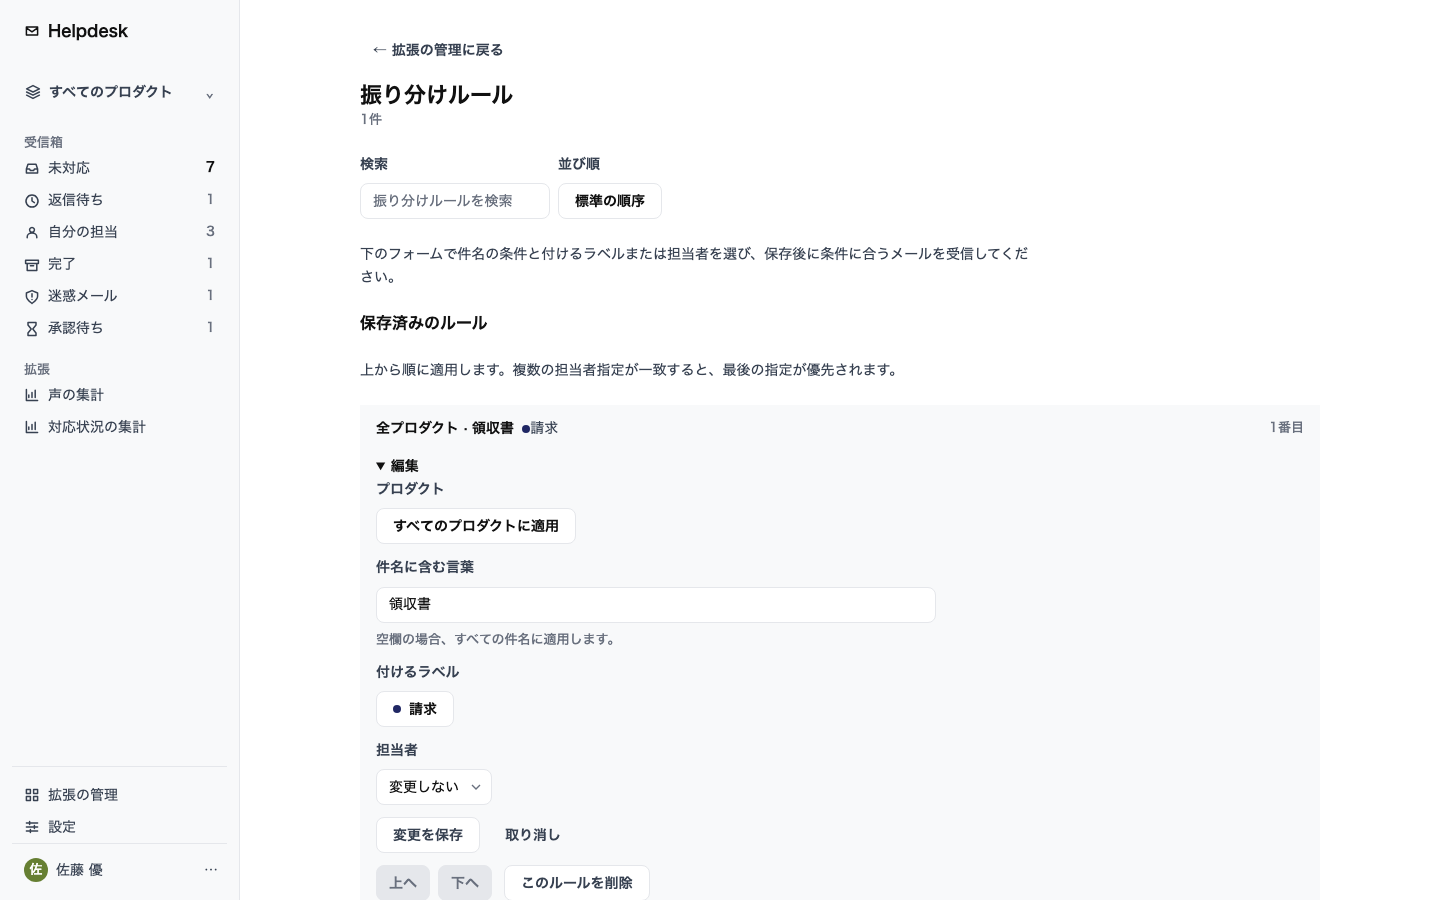 Helpdesk
すべてのプロダクト
受信箱
未対応 7
返信待ち 1
自分の担当 3
完了 1
迷惑メール 1
承認待ち 1
拡張
声の集計
対応状況の集計
拡張の管理
設定
佐 佐藤 優 …
← 拡張の管理に戻る
振り分けルール
1件
検索 並び順
振り分けルールを検索 標準の順序
下のフォームで件名の条件と付けるラベルまたは担当者を選び、保存後に条件に合うメールを受信してくだ
さい。
保存済みのルール
上から順に適用します。複数の担当者指定が一致すると、最後の指定が優先されます。
全プロダクト · 領収書 ●請求 1番目
▼ 編集
プロダクト
すべてのプロダクトに適用
件名に含む言葉
領収書
空欄の場合、すべての件名に適用します。
付けるラベル
● 請求
担当者
変更しない
変更を保存 取り消し
上へ 下へ このルールを削除